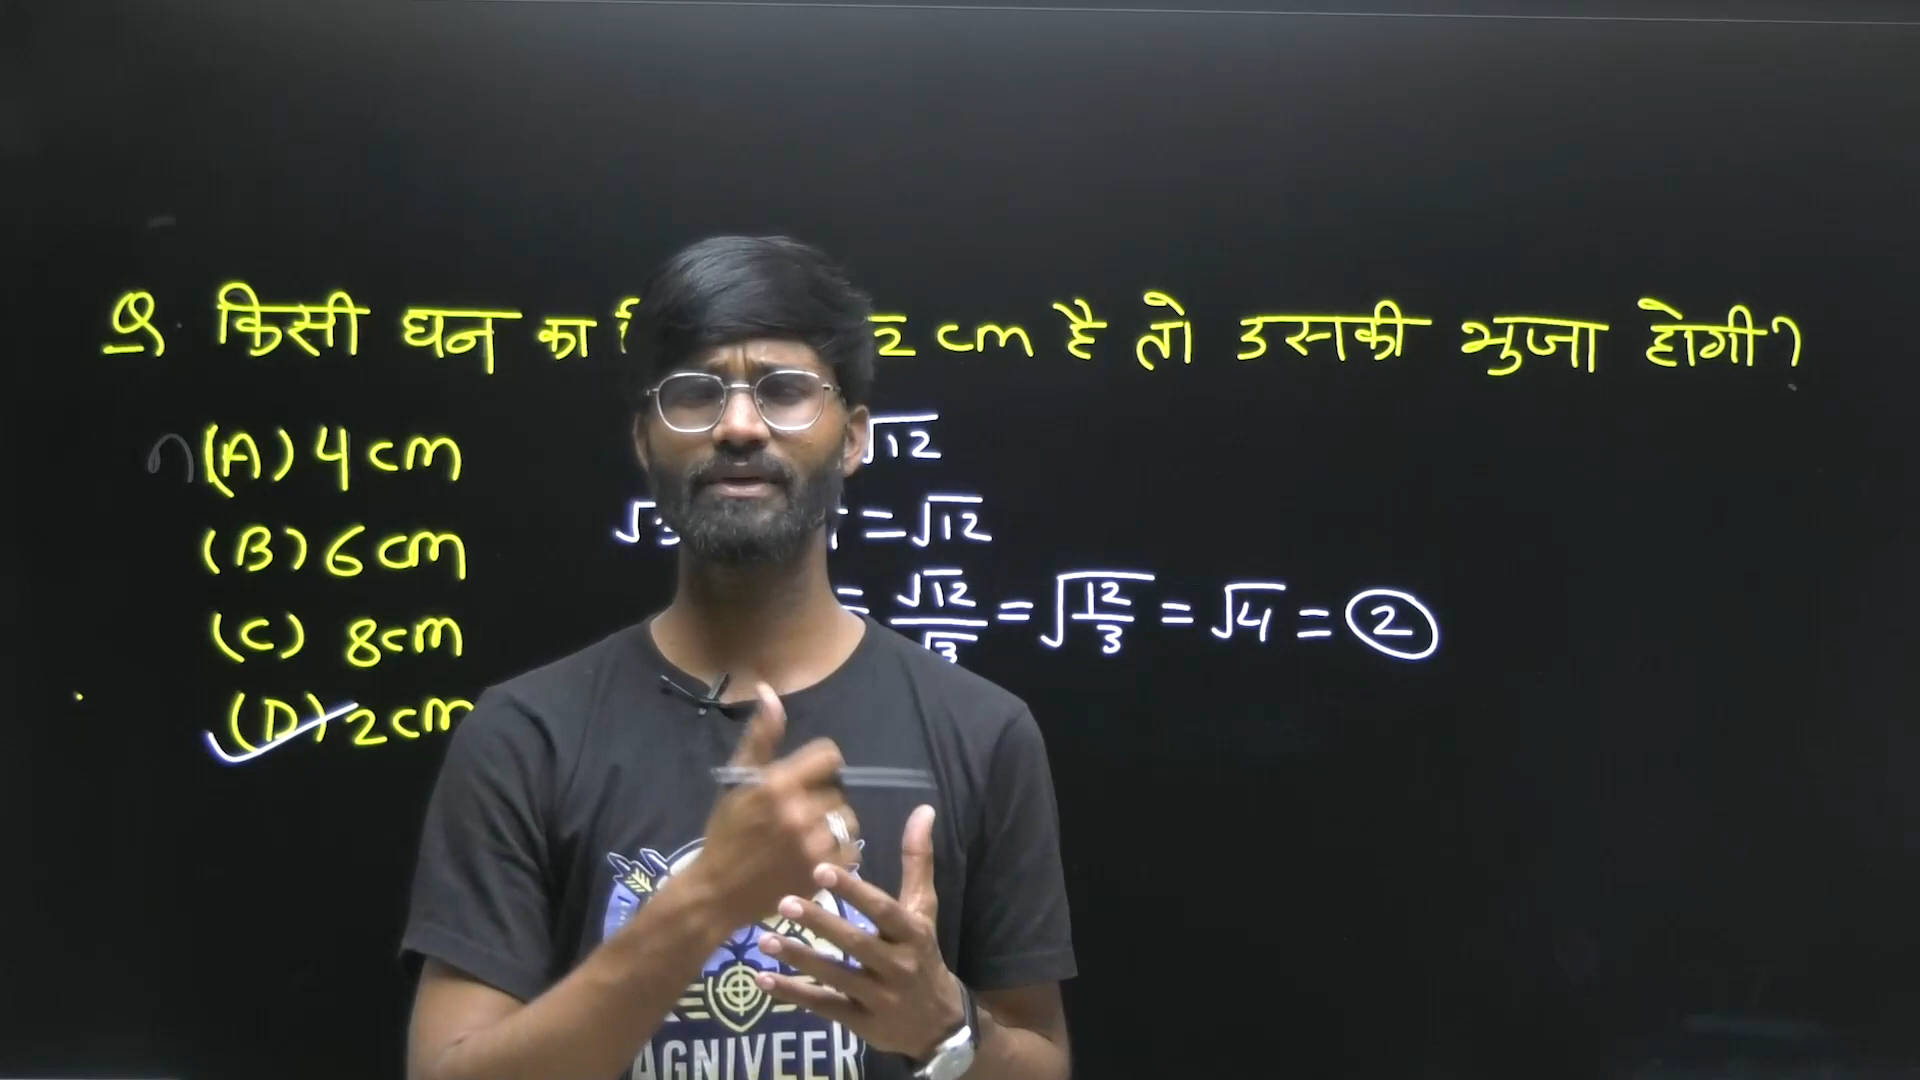 Q. किसी घन का 2 cm है तो उसकी भुजा होगी?
(A) 4 cm
(B) 6 cm
(C) 8 cm
(D) 2 cm
√12
= √12
= √12/√3 = √12/3 = √4 = 2
AGNIVEER